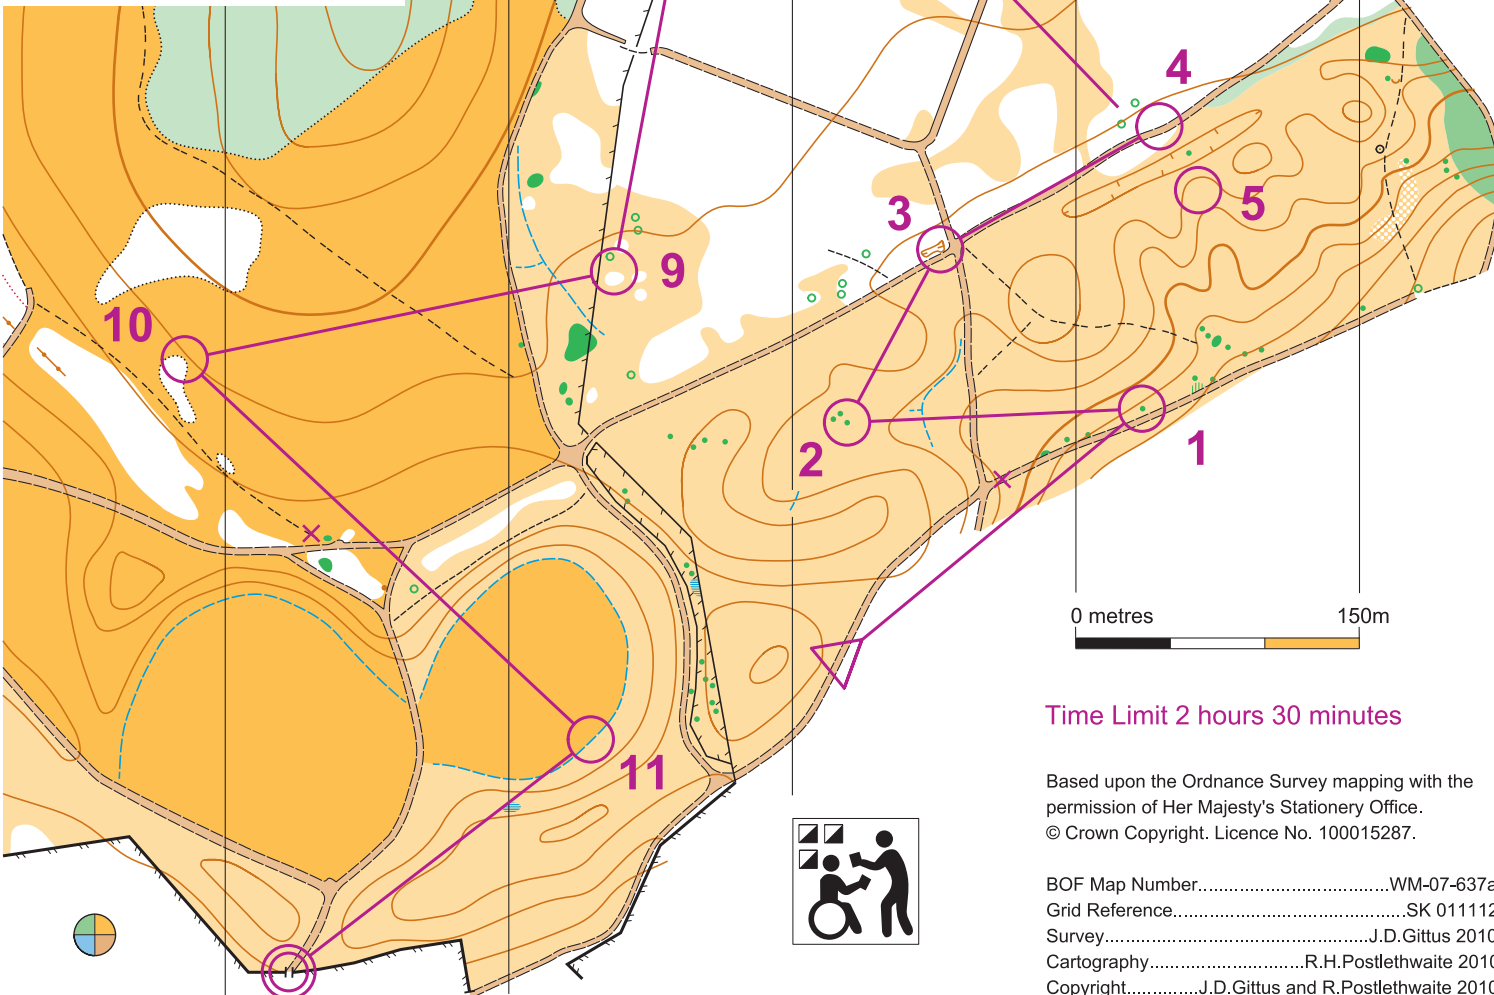 4
5
3
9
10
2
1
0 metres 150m
Time Limit 2 hours 30 minutes
11
Based upon the Ordnance Survey mapping with the
permission of Her Majesty's Stationery Office.
© Crown Copyright. Licence No. 100015287.
BOF Map Number.................................WM-07-637a
Grid Reference........................................SK 011112
Survey..............................................J.D.Gittus 2010
Cartography...........................R.H.Postlethwaite 2010
Copyright.............J.D.Gittus and R.Postlethwaite 2010